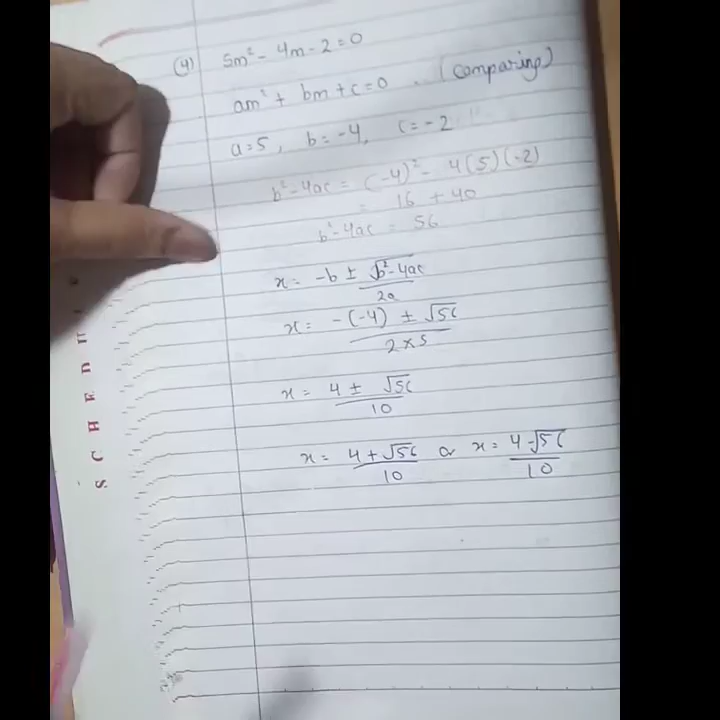 (4) 5m² - 4m - 2 = 0
am² + bm + c = 0 (Comparing)
a = 5, b = -4, c = -2
b² - 4ac = (-4)² - 4(5)(-2)
= 16 + 40
b² - 4ac = 56
x = -b ± √b² - 4ac / 2a
x = -(-4) ± √56 / 2×5
x = 4 ± √56 / 10
x = 4 + √56 / 10 or x = 4 - √56 / 10
SCHENNI